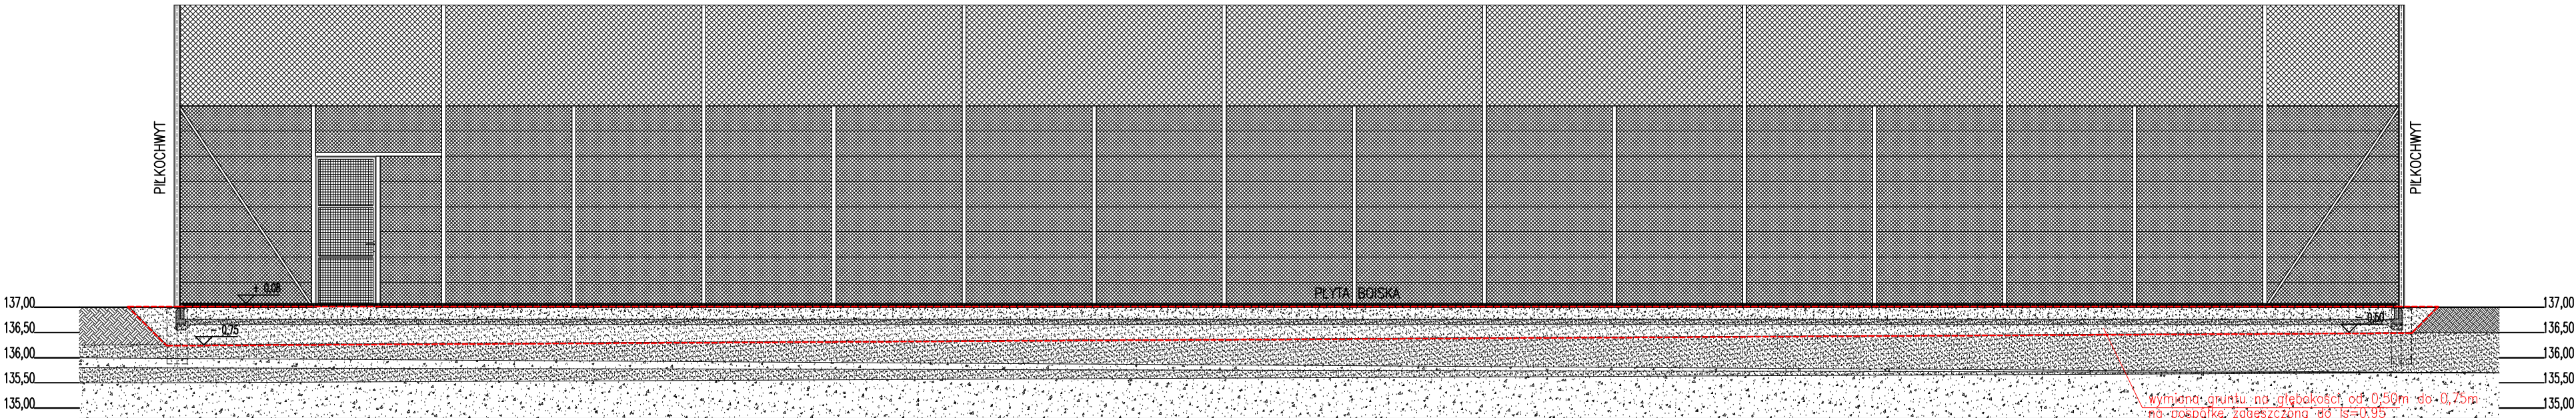 PIŁKOCHWYT
PIŁKOCHWYT
+ 0,08
PŁYTA BOISKA
137,00
137,00
136,50
- 0,75
- 0,50
136,50
136,00
136,00
135,50
135,50
135,00
135,00
wymiana gruntu na głębokości od 0,50m do 0,75m
na pospółkę zagęszczoną do Is=0,95